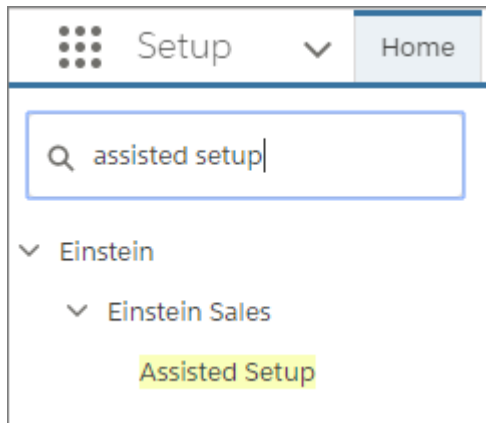 Setup Home
assisted setup
Einstein
Einstein Sales
Assisted Setup